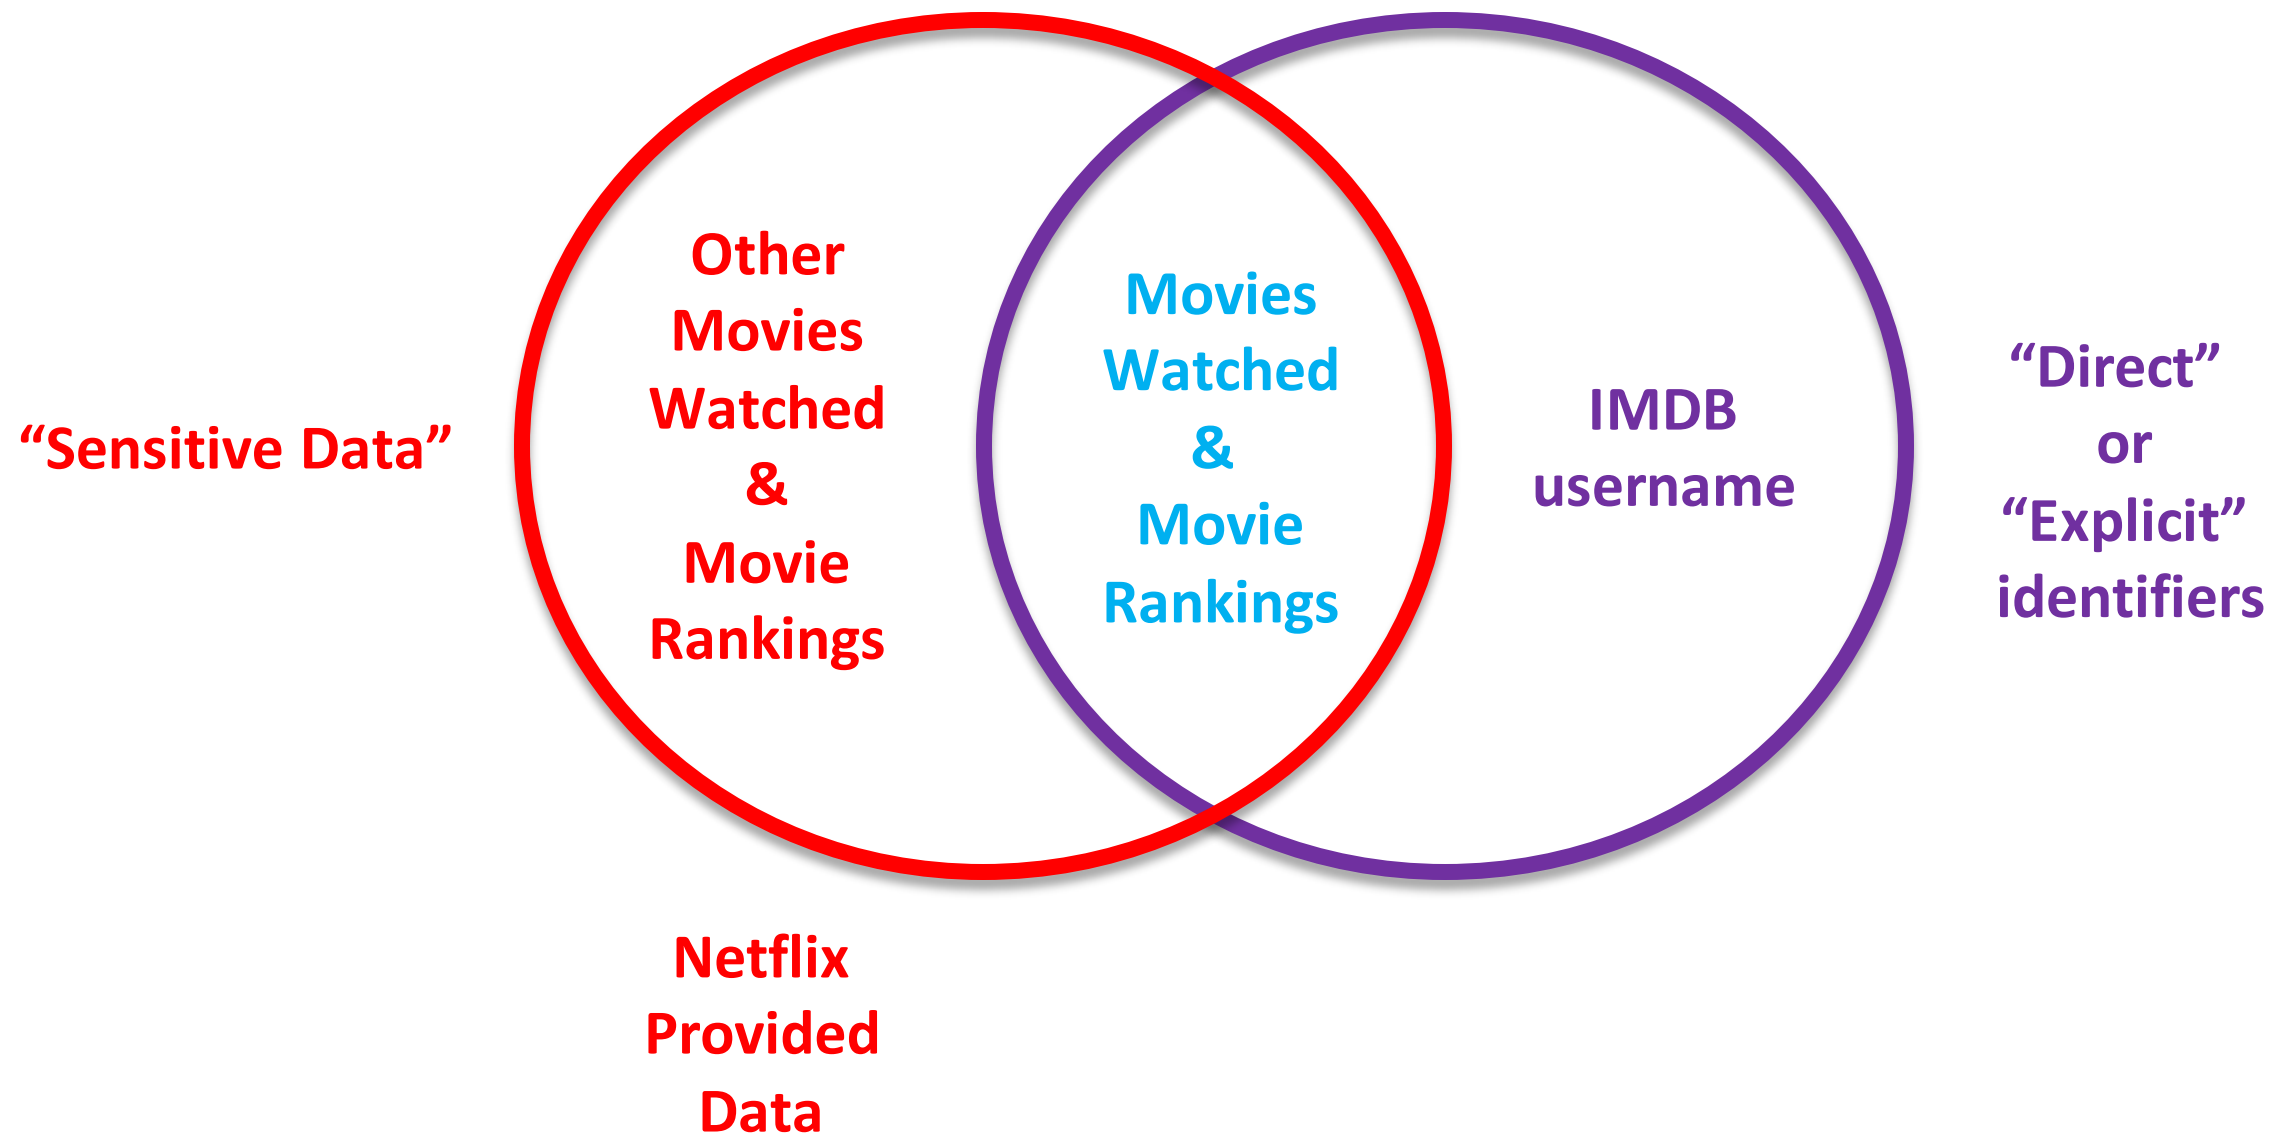 “Sensitive Data”
Other
Movies
Watched
&
Movie
Rankings
Movies
Watched
&
Movie
Rankings
IMDB
username
“Direct”
or
“Explicit”
identifiers
Netflix
Provided
Data